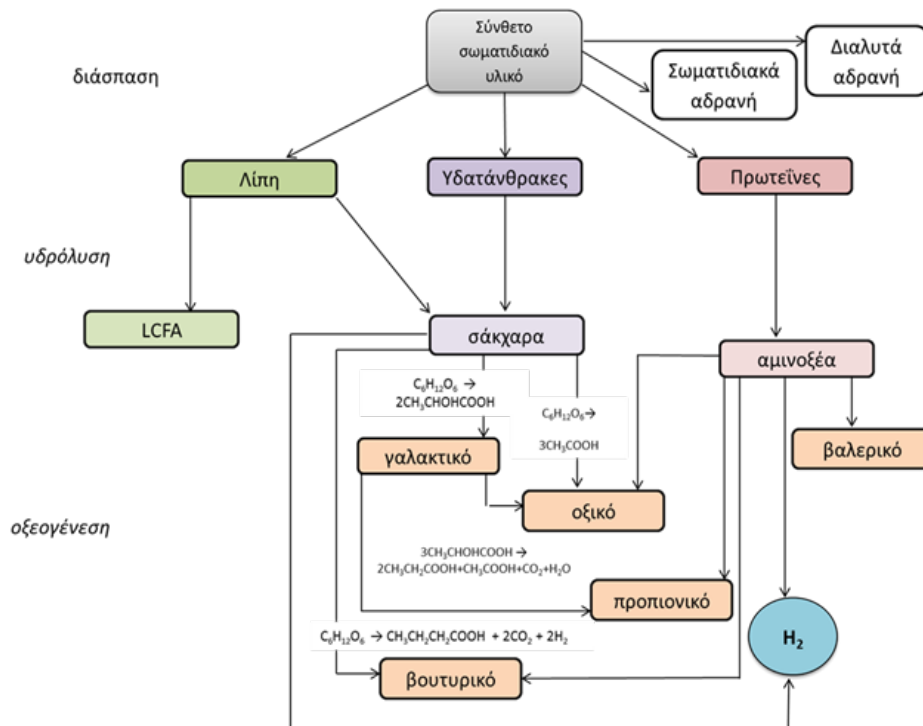 Σύνθετο
σωματιδιακό
υλικό
Διαλυτά
αδρανή
Σωματιδιακά
αδρανή
διάσπαση
Λίπη
Υδατάνθρακες
Πρωτεΐνες
υδρόλυση
LCFA
σάκχαρα
αμινοξέα
C₆H₁₂O₆ →
2CH₃CHOHCOOH
C₆H₁₂O₆→
3CH₃COOH
γαλακτικό
βαλερικό
οξικό
οξεογένεση
3CH₃CHOHCOOH →
2CH₃CH₂COOH+CH₃COOH+CO₂+H₂O
προπιονικό
H₂
C₆H₁₂O₆ → CH₃CH₂CH₂COOH + 2CO₂ + 2H₂
βουτυρικό